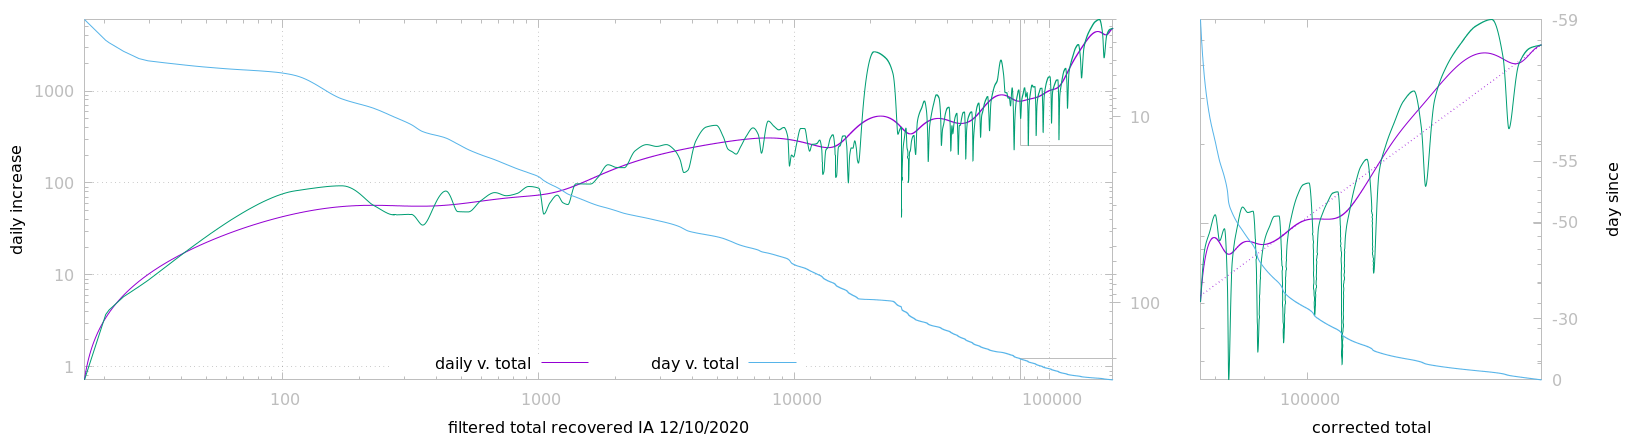 -59
1000
10
-55
100
daily increase
-50
day since
10
100
-30
1
daily v. total
day v. total
0
100
1000
10000
100000
100000
filtered total recovered IA 12/10/2020
corrected total